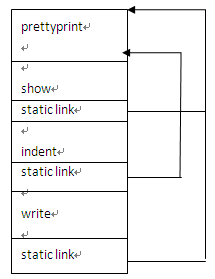 prettyprint
show
static link
indent
static link
write
static link